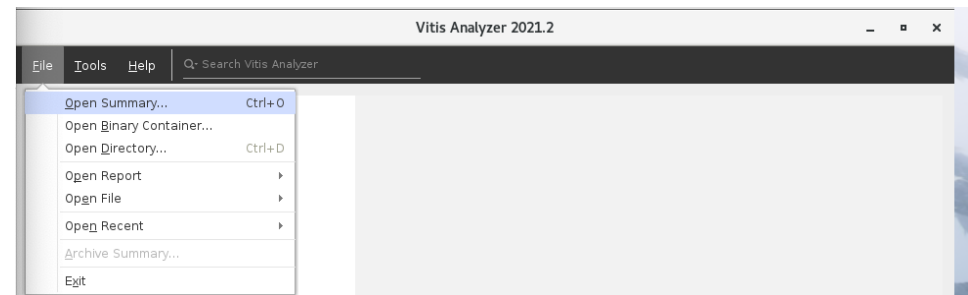 Vitis Analyzer 2021.2
File Tools Help Search Vitis Analyzer
Open Summary... Ctrl+O
Open Binary Container...
Open Directory... Ctrl+D
Open Report
Open File
Open Recent
Archive Summary...
Exit